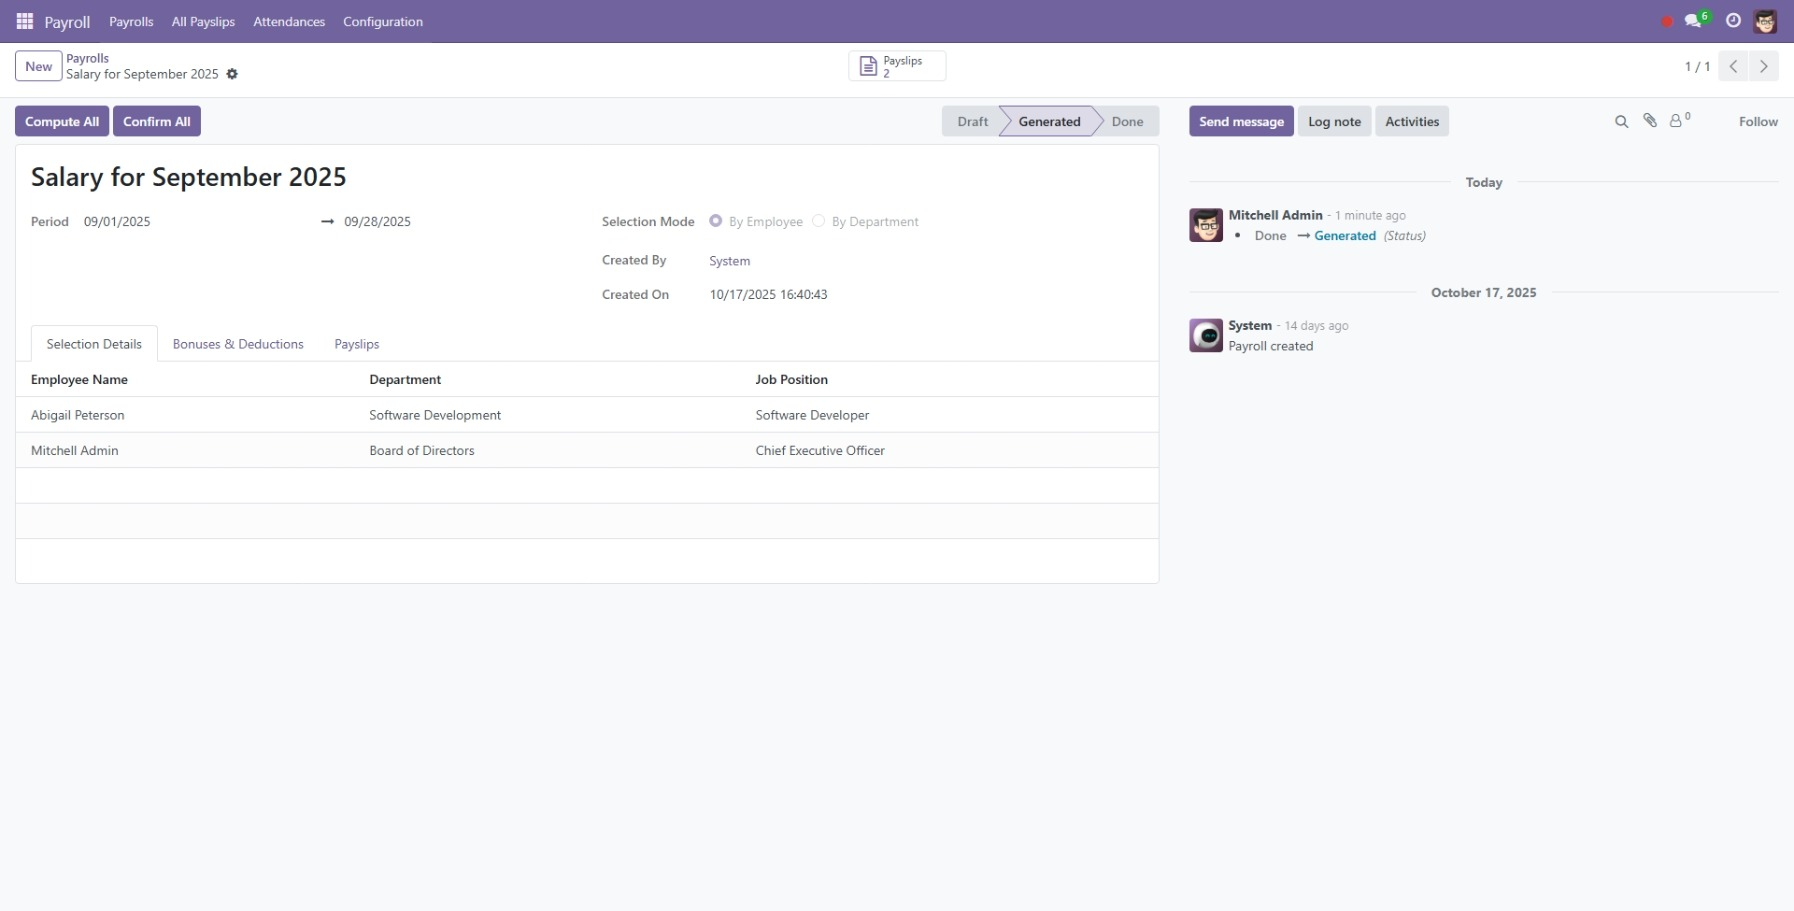 Payroll Payrolls All Payslips Attendances Configuration 6
New Payrolls
Salary for September 2025
Payslips
2
1 / 1
Compute All Confirm All Draft Generated Done Send message Log note Activities 0 Follow
Salary for September 2025
Period 09/01/2025 → 09/28/2025
Selection Mode By Employee By Department
Created By System
Created On 10/17/2025 16:40:43
Selection Details Bonuses & Deductions Payslips
Employee Name Department Job Position
Abigail Peterson Software Development Software Developer
Mitchell Admin Board of Directors Chief Executive Officer
Today
Mitchell Admin - 1 minute ago
• Done → Generated (Status)
October 17, 2025
System - 14 days ago
Payroll created